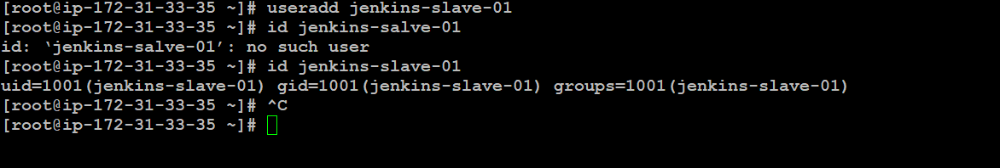 [root@ip-172-31-33-35 ~]# useradd jenkins-slave-01
[root@ip-172-31-33-35 ~]# id jenkins-salve-01
id: ‘jenkins-salve-01’: no such user
[root@ip-172-31-33-35 ~]# id jenkins-slave-01
uid=1001(jenkins-slave-01) gid=1001(jenkins-slave-01) groups=1001(jenkins-slave-01)
[root@ip-172-31-33-35 ~]# ^C
[root@ip-172-31-33-35 ~]#